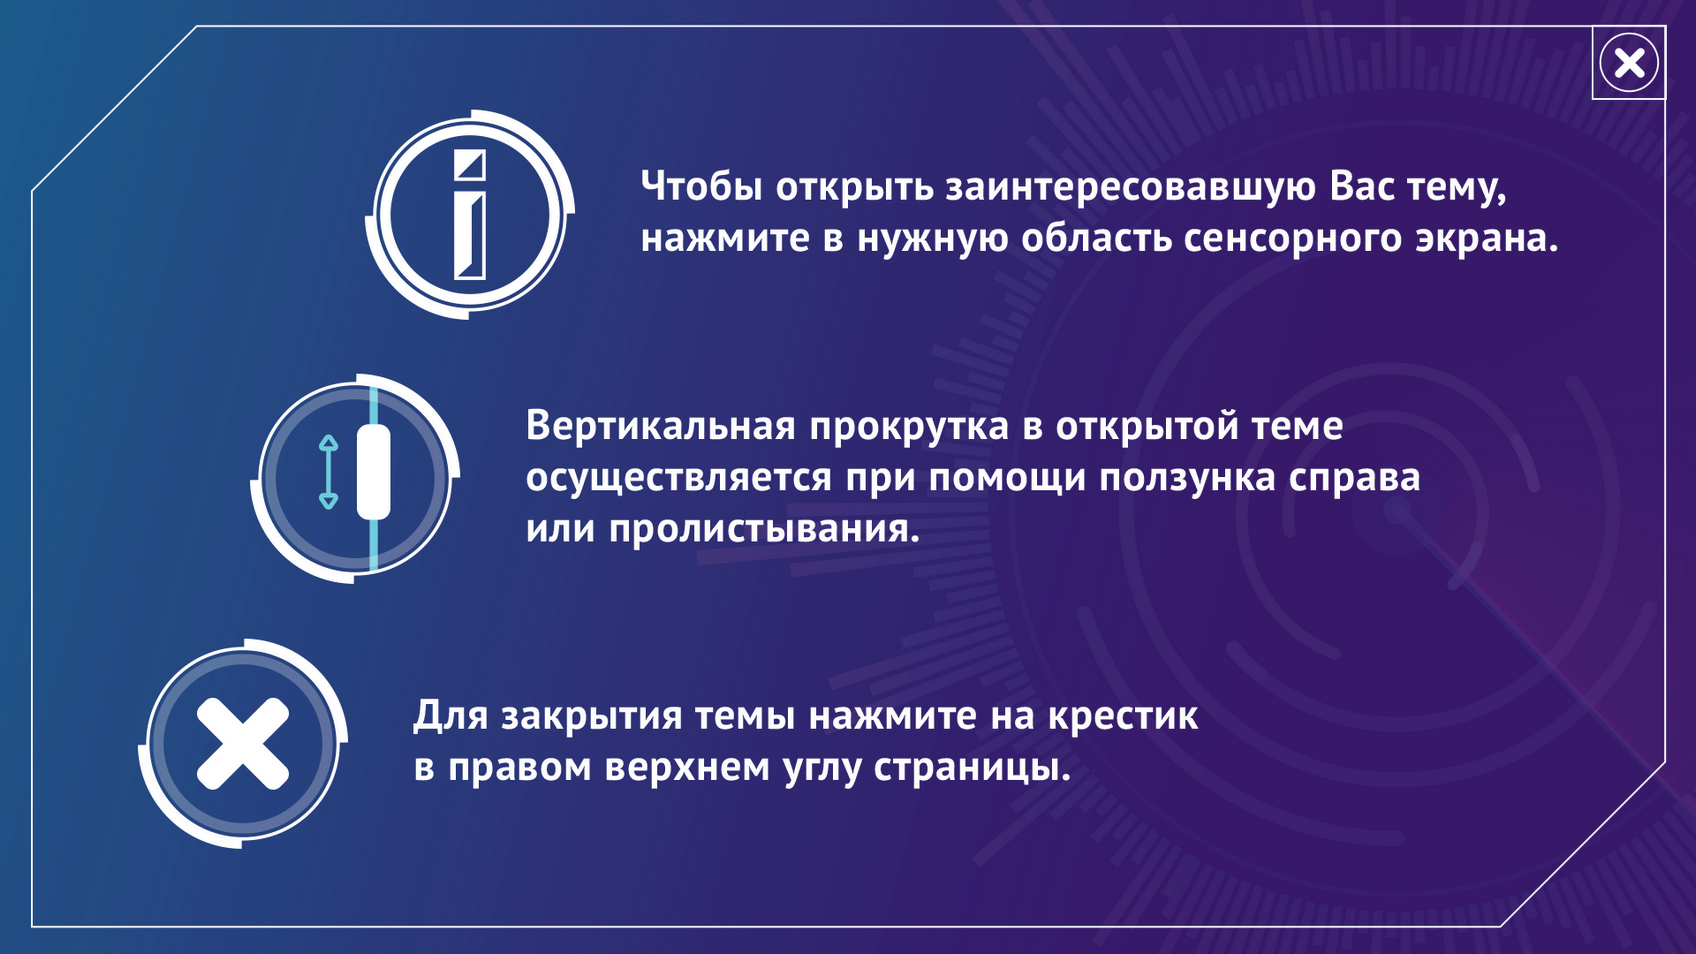 Чтобы открыть заинтересовавшую Вас тему,
нажмите в нужную область сенсорного экрана.
Вертикальная прокрутка в открытой теме
осуществляется при помощи ползунка справа
или пролистывания.
Для закрытия темы нажмите на крестик
в правом верхнем углу страницы.